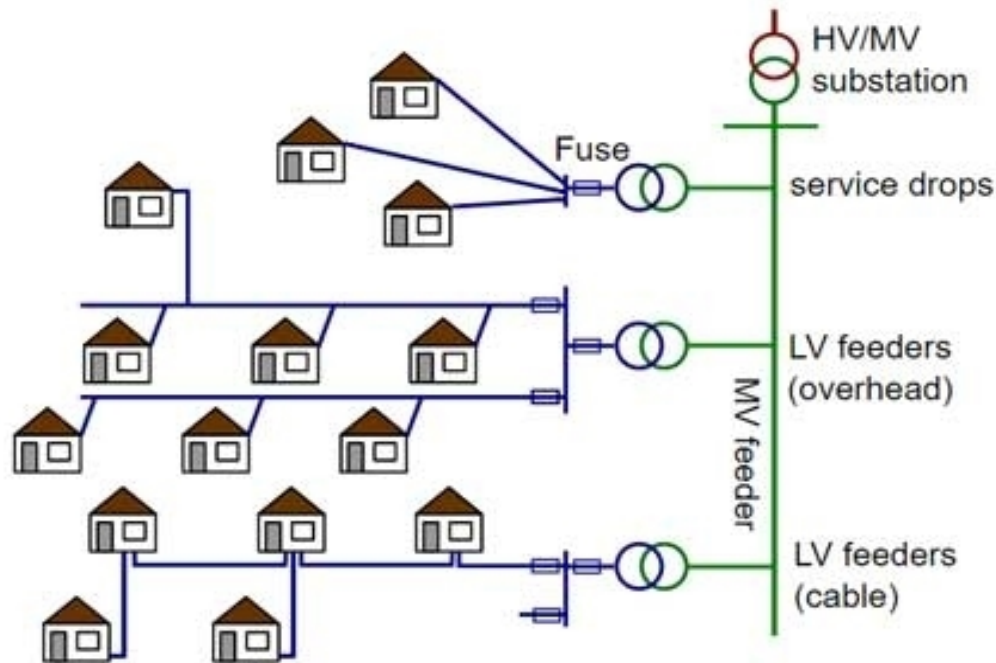 HV/MV
substation
Fuse
service drops
LV feeders
(overhead)
MV feeder
LV feeders
(cable)